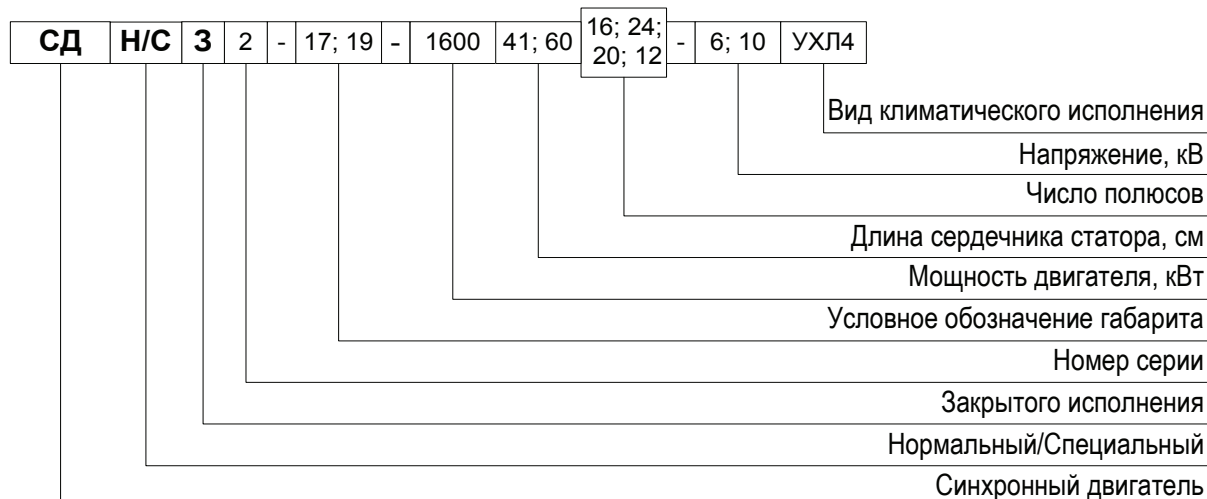 СД Н/С З 2 - 17; 19 - 1600 41; 60 16; 24; 20; 12 - 6; 10 УХЛ4
Вид климатического исполнения
Напряжение, кВ
Число полюсов
Длина сердечника статора, см
Мощность двигателя, кВт
Условное обозначение габарита
Номер серии
Закрытого исполнения
Нормальный/Специальный
Синхронный двигатель